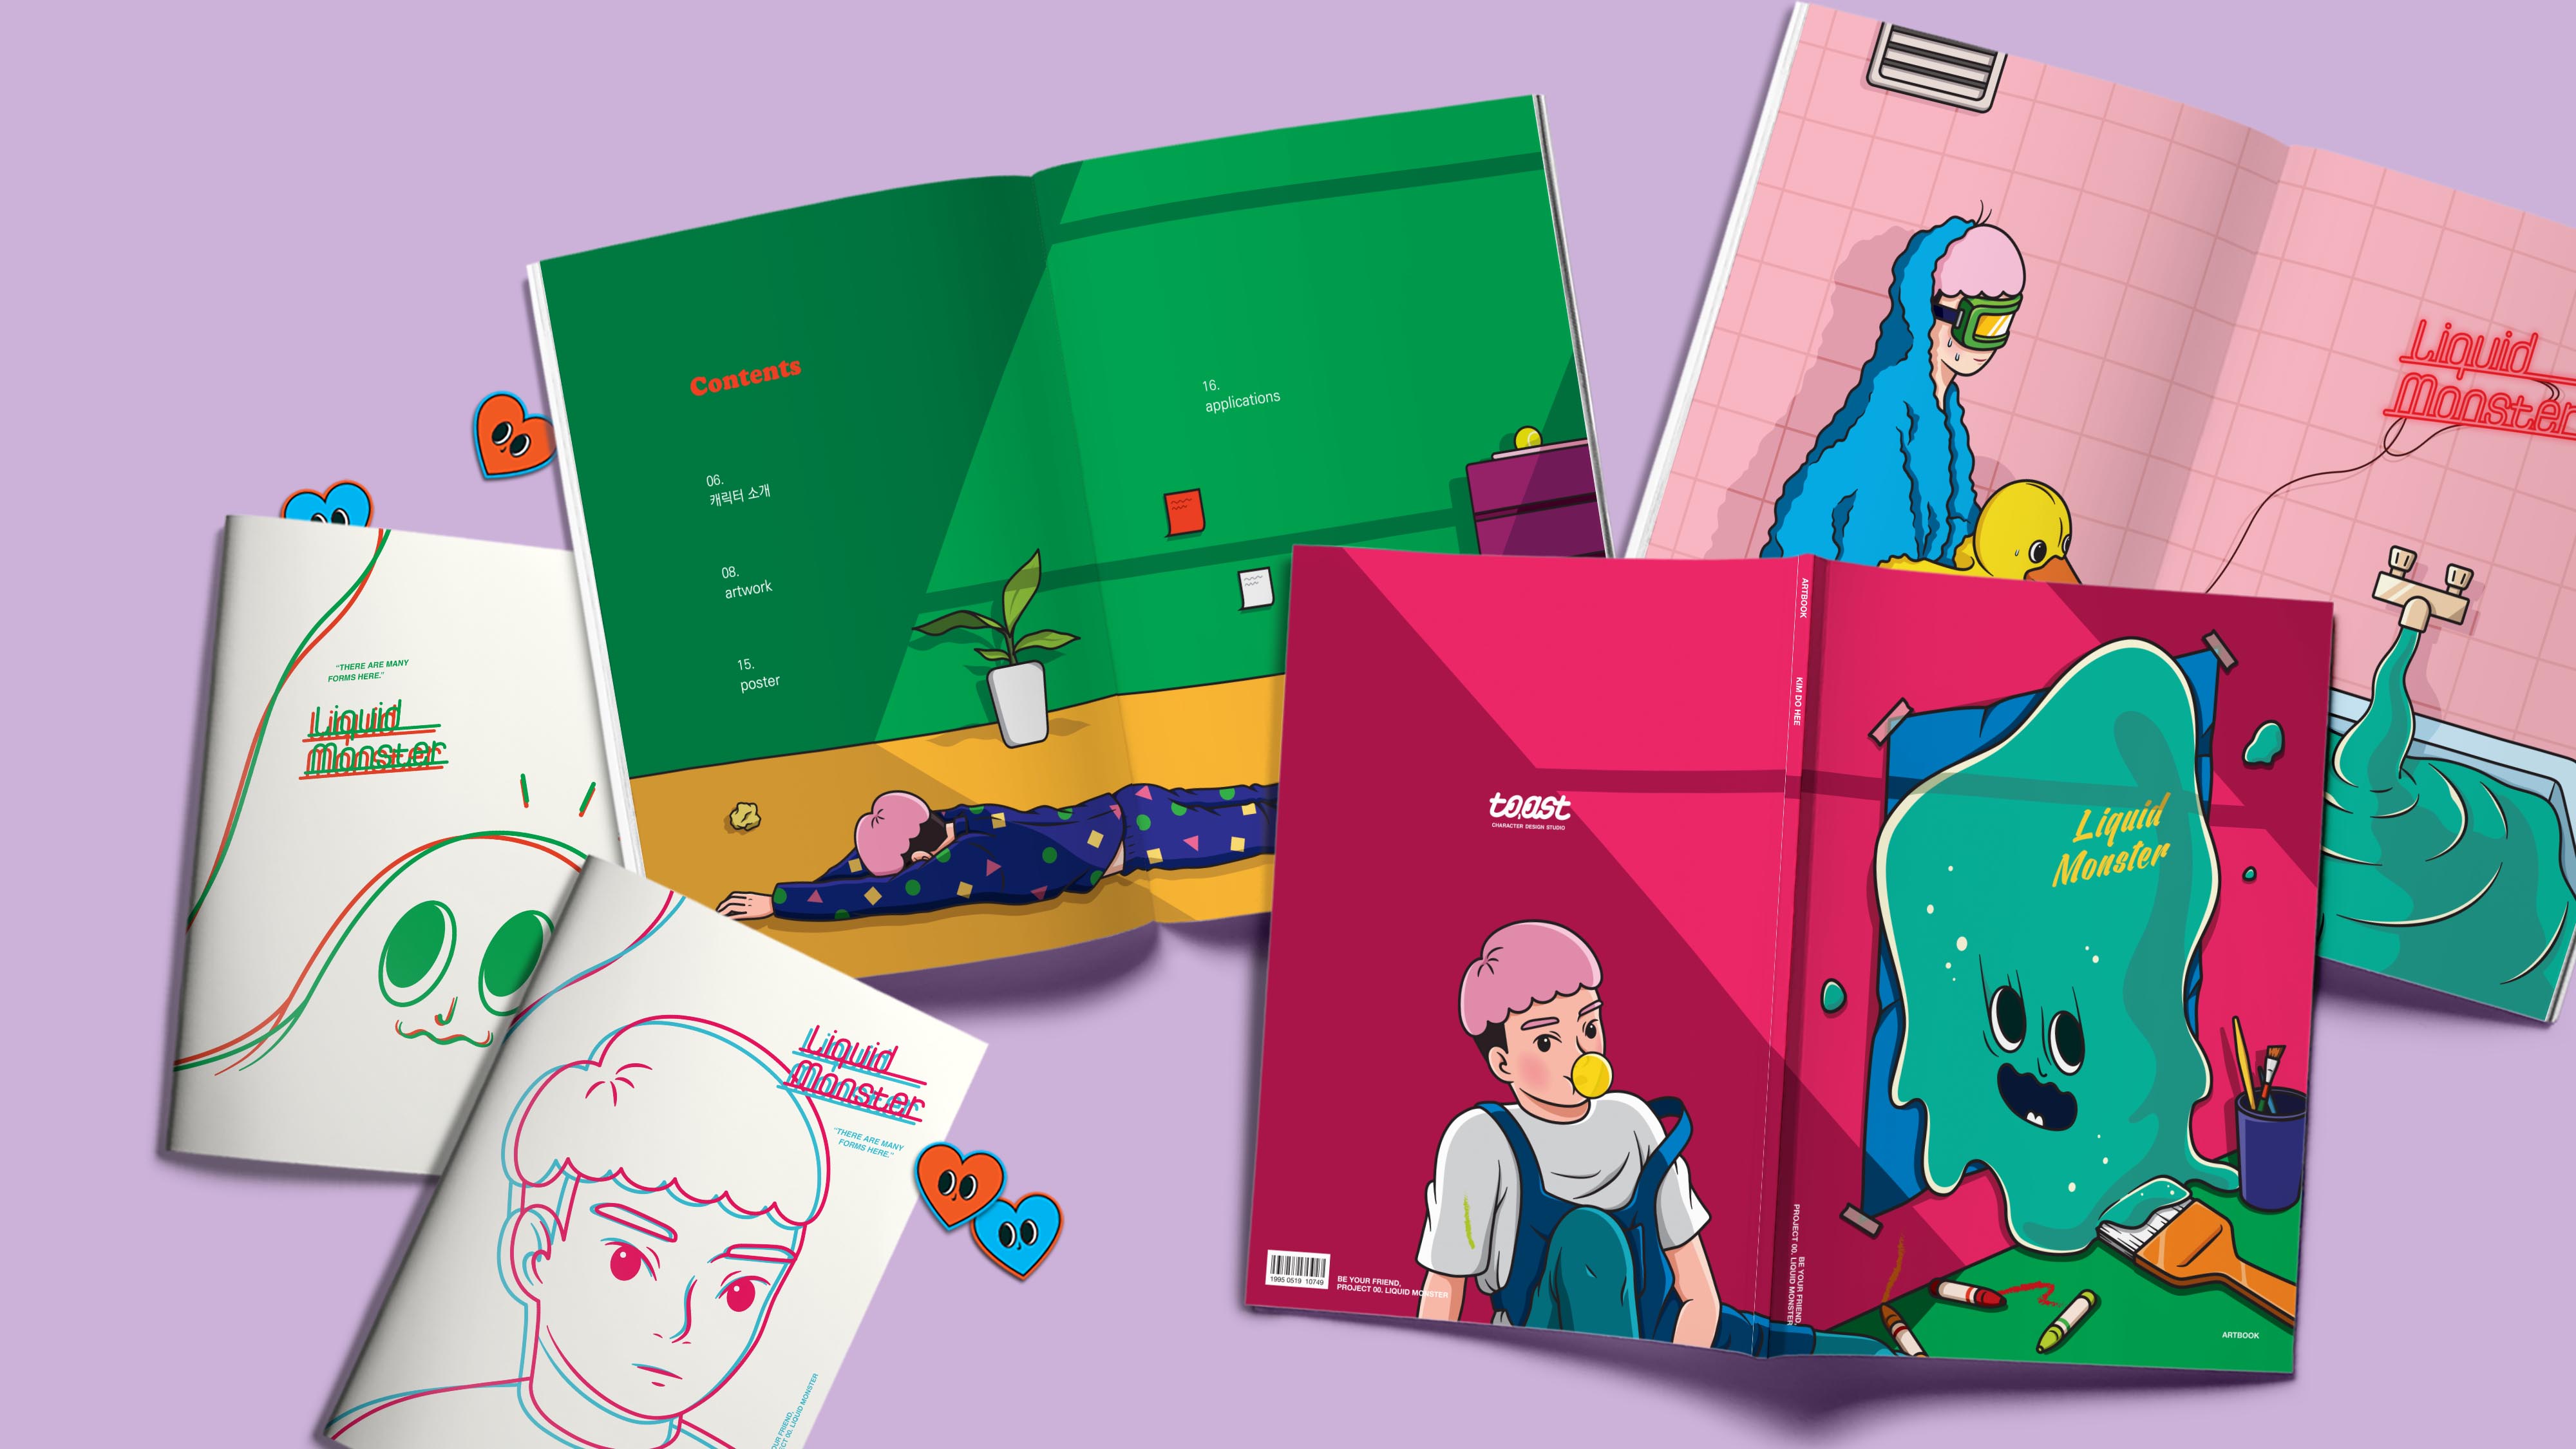 Contents
06.
캐릭터 소개
08.
artwork
15.
poster
16.
applications
Liquid
Monster
"THERE ARE MANY
FORMS HERE."
Liquid
Monster
Liquid
Monster
"THERE ARE MANY
FORMS HERE."
YOUR FRIEND,
PROJECT 00. LIQUID MONSTER
toast
CHARACTER DESIGN STUDIO
1995 0519 10749
BE YOUR FRIEND,
PROJECT 00. LIQUID MONSTER
ARTBOOK
KIM DO HEE
BE YOUR FRIEND,
PROJECT 00. LIQUID MONSTER
Liquid
Monster
ARTBOOK